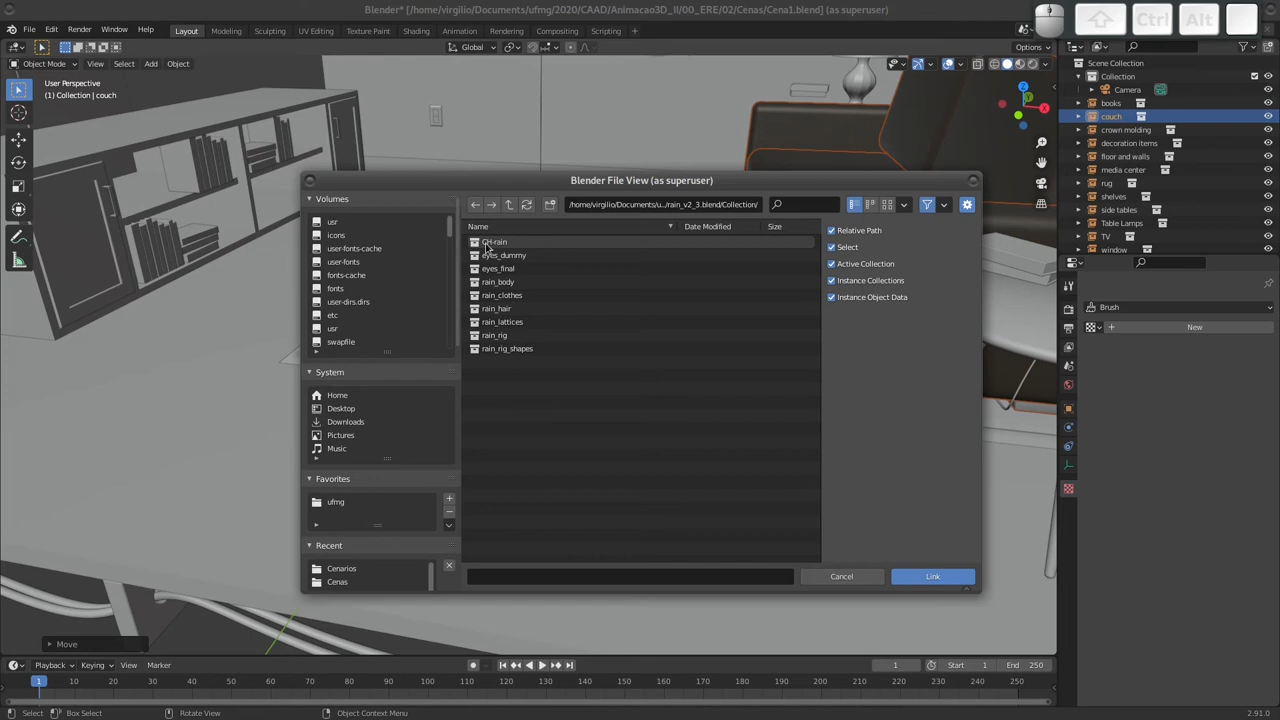 Blender* [/home/virgilio/Documents/ufmg/2020/CAAD/Animacao3D_II/00_ERE/02/Cenas/Cena1.blend] (as superuser)
Ctrl Alt
File Edit Render Window Help Layout Modeling Sculpting UV Editing Texture Paint Shading Animation Rendering Compositing Scripting +
Global
Options
Object Mode View Select Add Object
User Perspective
(1) Collection | couch
Z
Y
X
Scene Collection
Collection
Camera
books
couch
crown molding
decoration items
floor and walls
media center
rug
shelves
side tables
Table Lamps
TV
window
Brush
New
Blender File View (as superuser)
Volumes
usr
icons
user-fonts-cache
user-fonts
fonts-cache
fonts
user-dirs.dirs
etc
usr
swapfile
System
Home
Desktop
Downloads
Pictures
Music
Favorites
ufmg
Recent
Cenarios
Cenas
/home/virgilio/Documents/u../rain_v2_3.blend/Collection/
Name Date Modified Size
CH-rain
eyes_dummy
eyes_final
rain_body
rain_clothes
rain_hair
rain_lattices
rain_rig
rain_rig_shapes
Relative Path
Select
Active Collection
Instance Collections
Instance Object Data
Cancel Link
Move
Playback Keying View Marker
1 Start 1 End 250
1 10 20 30 40 50 60 70 80 90 100 110 120 130 140 150 160 170 180 190 200 210 220 230 240 250
Select Box Select Rotate View Object Context Menu 2.91.0